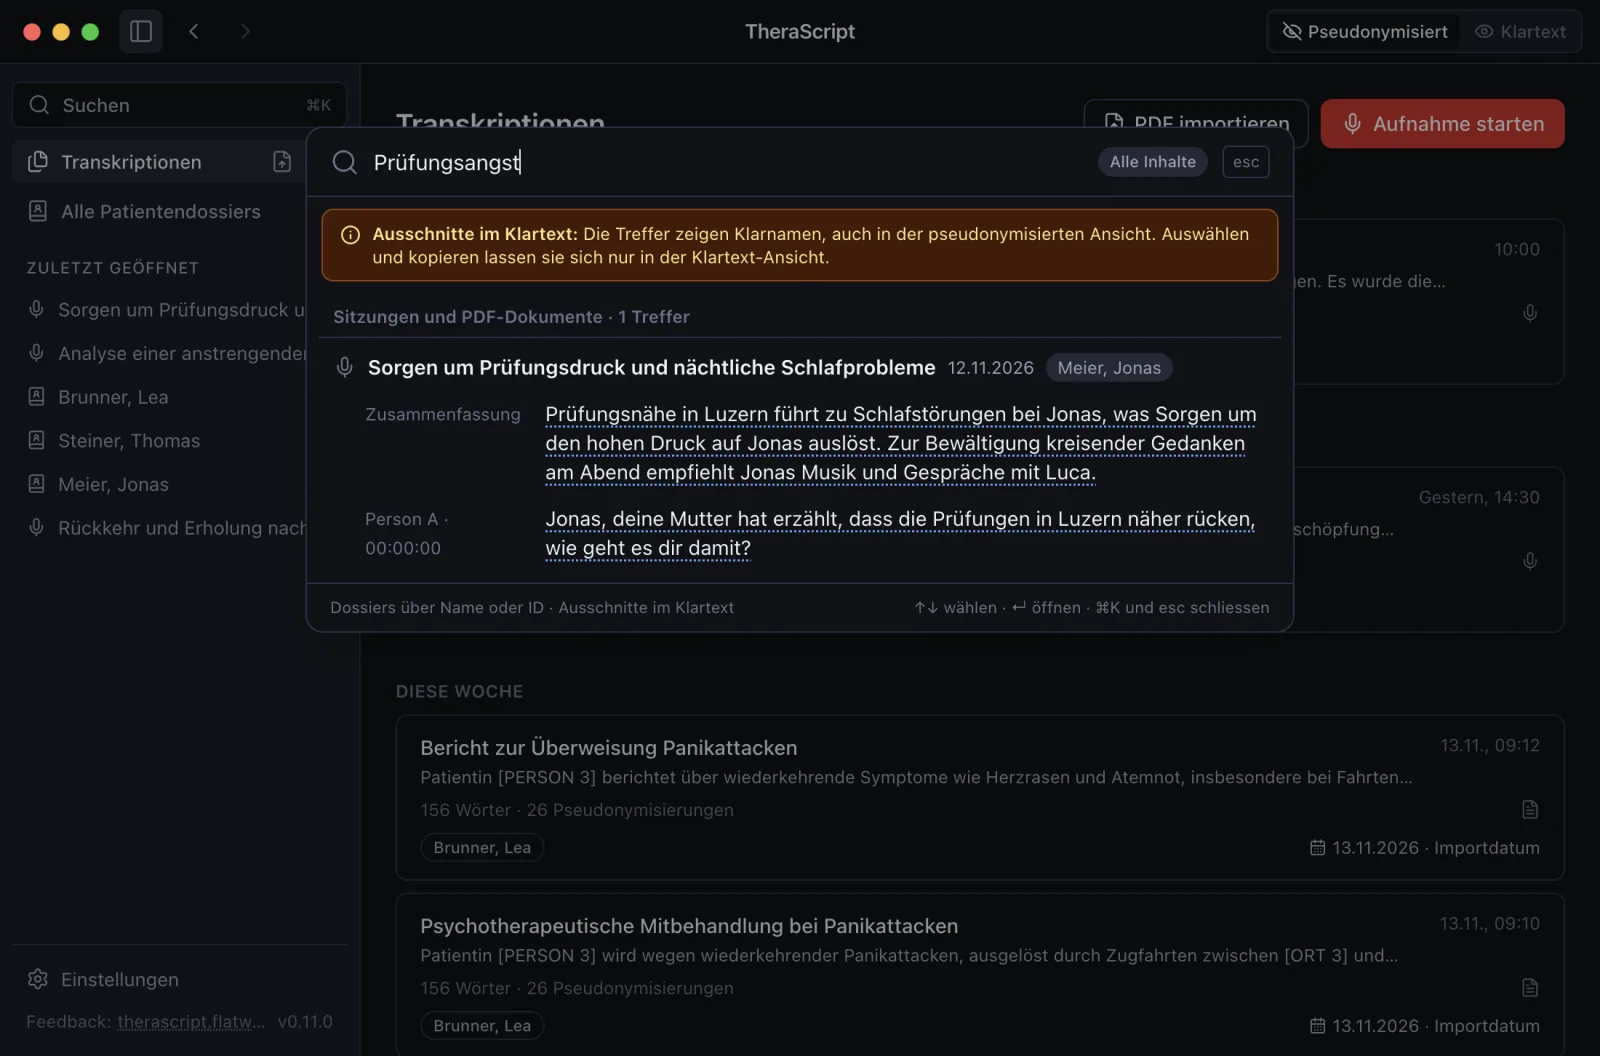 TheraScript
Pseudonymisiert
Klartext
Suchen
⌘K
Transkriptionen
Alle Patientendossiers
ZULETZT GEÖFFNET
Sorgen um Prüfungsdruck u
Analyse einer anstrengender
Brunner, Lea
Steiner, Thomas
Meier, Jonas
Rückkehr und Erholung nach
Einstellungen
Feedback: therascript.flatw... v0.11.0
Transkriptionen
PDF importieren
Aufnahme starten
Prüfungsangst
Alle Inhalte
esc
Ausschnitte im Klartext: Die Treffer zeigen Klarnamen, auch in der pseudonymisierten Ansicht. Auswählen
und kopieren lassen sie sich nur in der Klartext-Ansicht.
Sitzungen und PDF-Dokumente · 1 Treffer
Sorgen um Prüfungsdruck und nächtliche Schlafprobleme 12.11.2026 Meier, Jonas
Zusammenfassung
Prüfungsnähe in Luzern führt zu Schlafstörungen bei Jonas, was Sorgen um
den hohen Druck auf Jonas auslöst. Zur Bewältigung kreisender Gedanken
am Abend empfiehlt Jonas Musik und Gespräche mit Luca.
Person A ·
00:00:00
Jonas, deine Mutter hat erzählt, dass die Prüfungen in Luzern näher rücken,
wie geht es dir damit?
Dossiers über Name oder ID · Ausschnitte im Klartext
↑↓ wählen · ↵ öffnen · ⌘K und esc schliessen
10:00
en. Es wurde die...
Gestern, 14:30
schöpfung...
DIESE WOCHE
Bericht zur Überweisung Panikattacken
13.11., 09:12
Patientin [PERSON 3] berichtet über wiederkehrende Symptome wie Herzrasen und Atemnot, insbesondere bei Fahrten...
156 Wörter · 26 Pseudonymisierungen
Brunner, Lea
13.11.2026 · Importdatum
Psychotherapeutische Mitbehandlung bei Panikattacken
13.11., 09:10
Patientin [PERSON 3] wird wegen wiederkehrender Panikattacken, ausgelöst durch Zugfahrten zwischen [ORT 3] und...
156 Wörter · 26 Pseudonymisierungen
Brunner, Lea
13.11.2026 · Importdatum